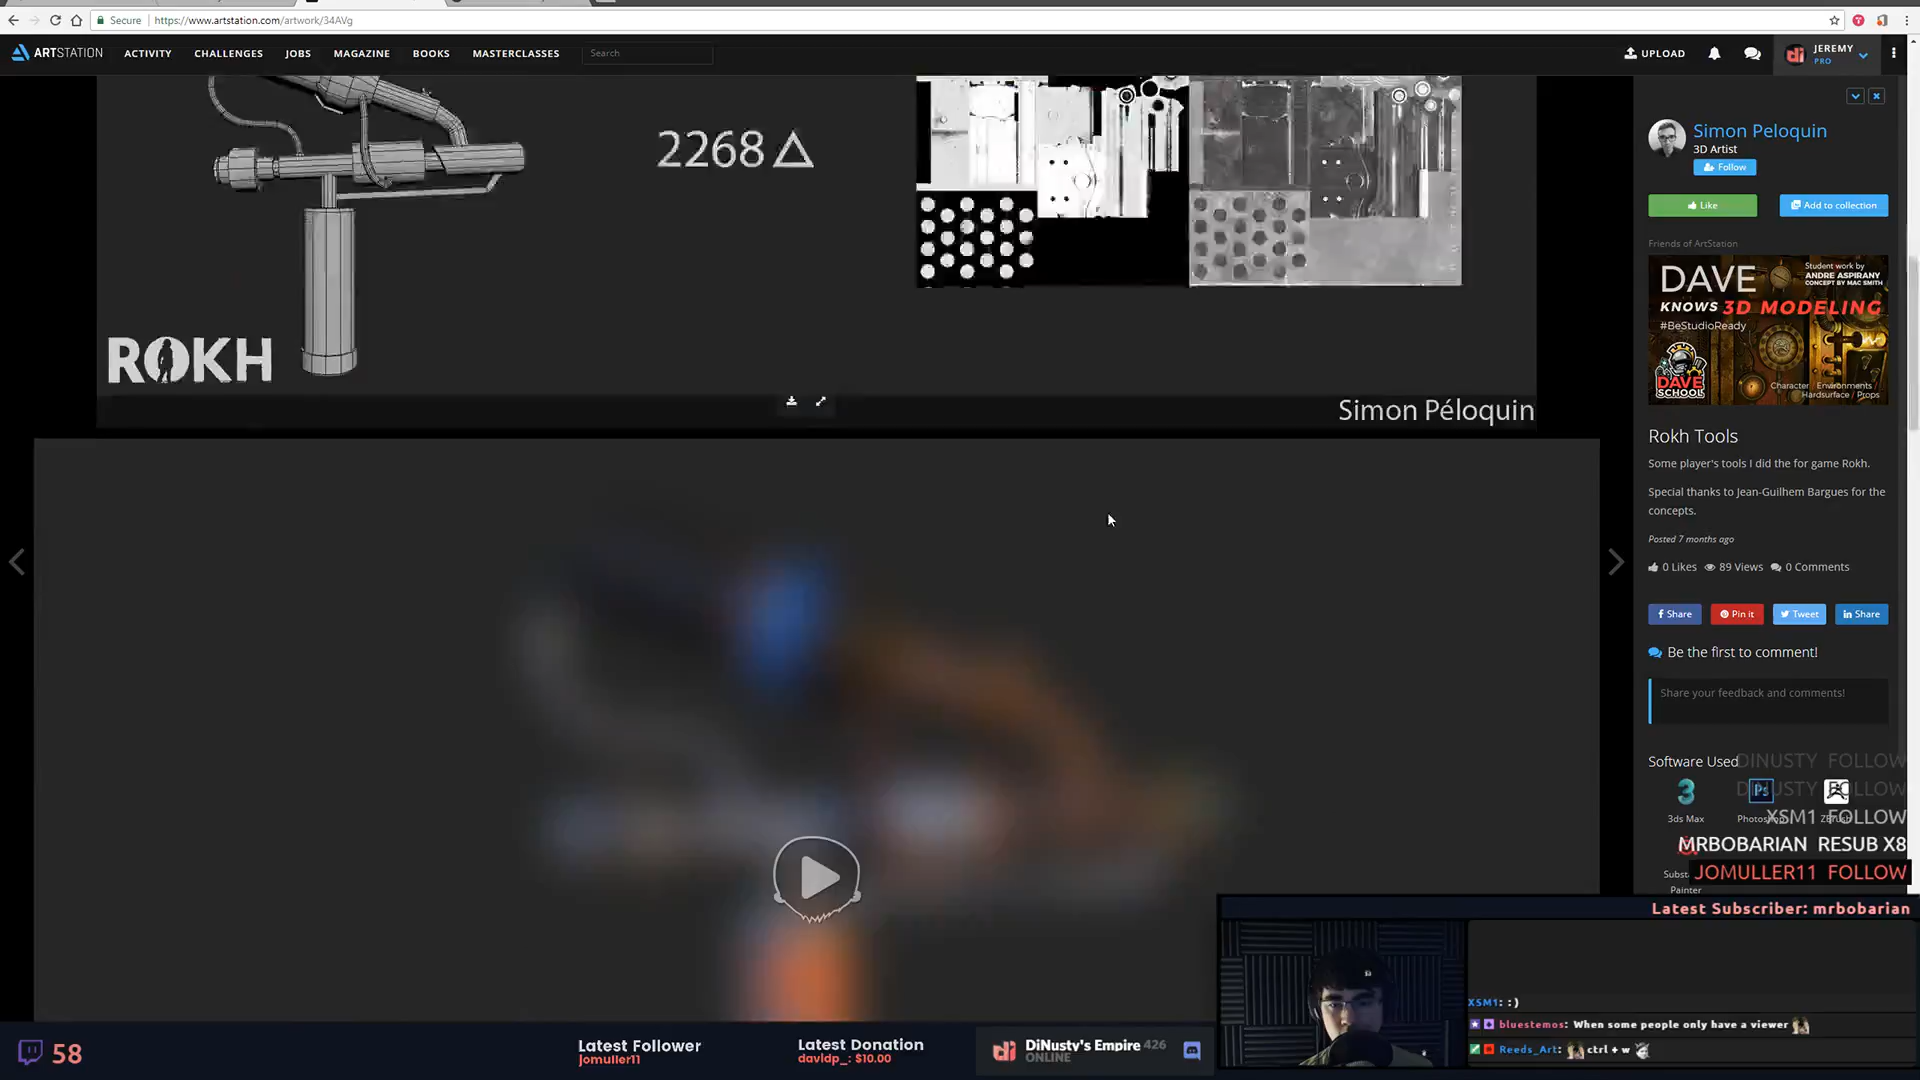 Secure
https://www.artstation.com/artwork/34AVg
ARTSTATION
ACTIVITY
CHALLENGES
JOBS
MAGAZINE
BOOKS
MASTERCLASSES
Search
UPLOAD
JEREMY
PRO
2268△
ROKH
Simon Péloquin
Simon Peloquin
3D Artist
Follow
Like
Add to collection
Friends of ArtStation
DAVE
Student work by
ANDRE ASPIRANY
CONCEPT BY MAC SMITH
KNOWS 3D MODELING
#BeStudioReady
DAVE
SCHOOL
Character / Environments
Hardsurface / Props
Rokh Tools
Some player's tools I did the for game Rokh.
Special thanks to Jean-Guilhem Bargues for the
concepts.
Posted 7 months ago
0 Likes
89 Views
0 Comments
Share
Pin it
Tweet
Share
Be the first to comment!
Share your feedback and comments!
Software Used
DINUSTY FOLLOW
DINUSTY FOLLOW
3ds Max
XSM1 FOLLOW
MRBOBARIAN RESUB X8
JOMULLER11 FOLLOW
Painter
Latest Subscriber: mrbobarian
XSM1: :)
bluestemos: When some people only have a viewer
Reeds_Art: ctrl + w
58
Latest Follower
jomuller11
Latest Donation
davidp_: $10.00
di
DiNusty's Empire 426
ONLINE